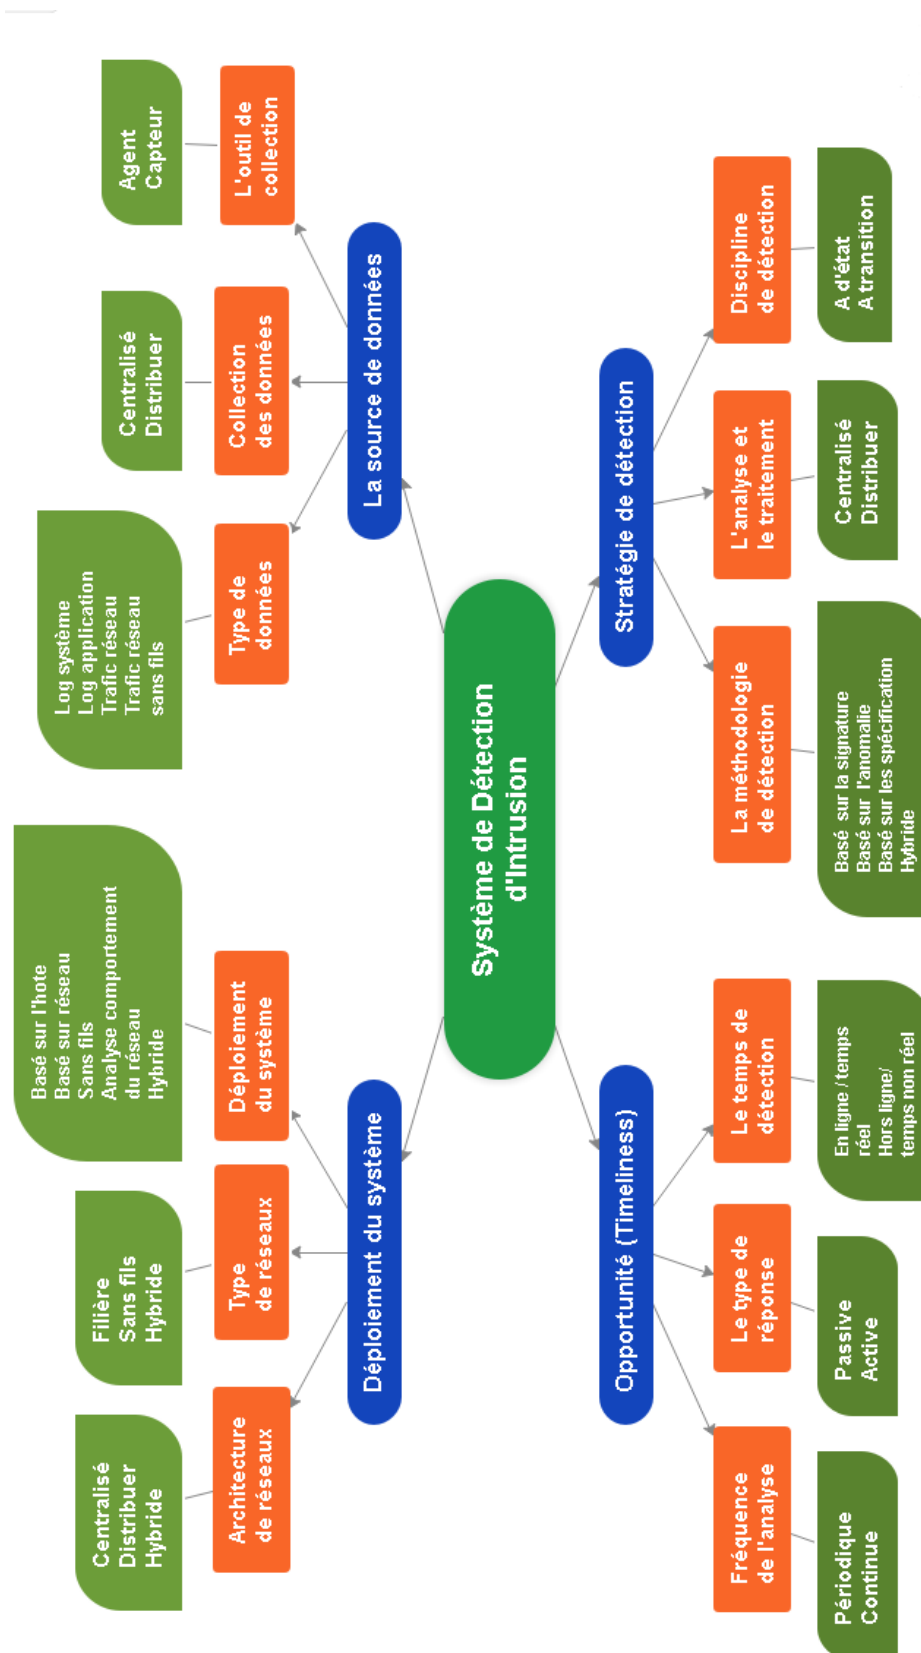 Centralisé
Distribuer
Hybride
Filière
Sans fils
Hybride
Basé sur l'hote
Basé sur réseau
Sans fils
Analyse comportement
du réseau
Hybride
Log système
Log application
Trafic réseau
Trafic réseau
sans fils
Centralisé
Distribuer
Agent
Capteur
Architecture
de réseaux
Type
de réseaux
Déploiement
du système
Type de
données
Collection
des données
L'outil de
collection
Déploiement du système
La source de données
Système de Détection
d'Intrusion
Opportunité (Timeliness)
Stratégie de détection
Fréquence
de l'analyse
Le type de
réponse
Le temps de
détection
La méthodologie
de détection
L'analyse et
le traitement
Discipline
de détection
Périodique
Continue
Passive
Active
En ligne / temps
réel
Hors ligne/
temps non réel
Basé sur la signature
Basé sur l'anomalie
Basé sur les spécification
Hybride
Centralisé
Distribuer
A d'état
A transition